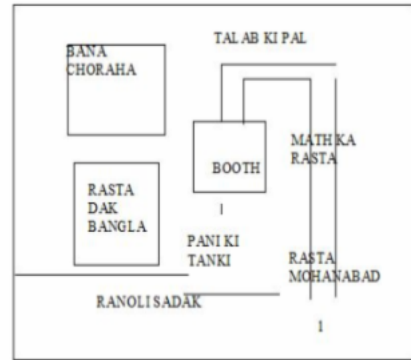 TALAB KI PAL
BANA
CHORAHA
MATH KA
RASTA
BOOTH
1
RASTA
DAK
BANGLA
PANI KI
TANKI
RASTA
MOHANABAD
RANOLI SADAK
1